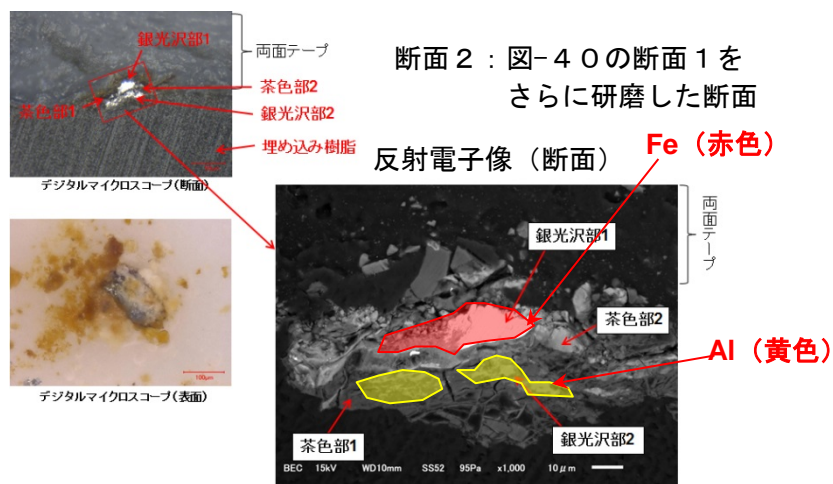 銀光沢部1
両面テープ
茶色部2
茶色部1
銀光沢部2
埋め込み樹脂
デジタルマイクロスコープ(断面)
断面2:図-40の断面1を
さらに研磨した断面
Fe(赤色)
反射電子像(断面)
両面テープ
銀光沢部1
茶色部2
Al(黄色)
茶色部1
銀光沢部2
BEC 15kV WD10mm SS52 95Pa x1,000 10μm
100μm
デジタルマイクロスコープ(表面)